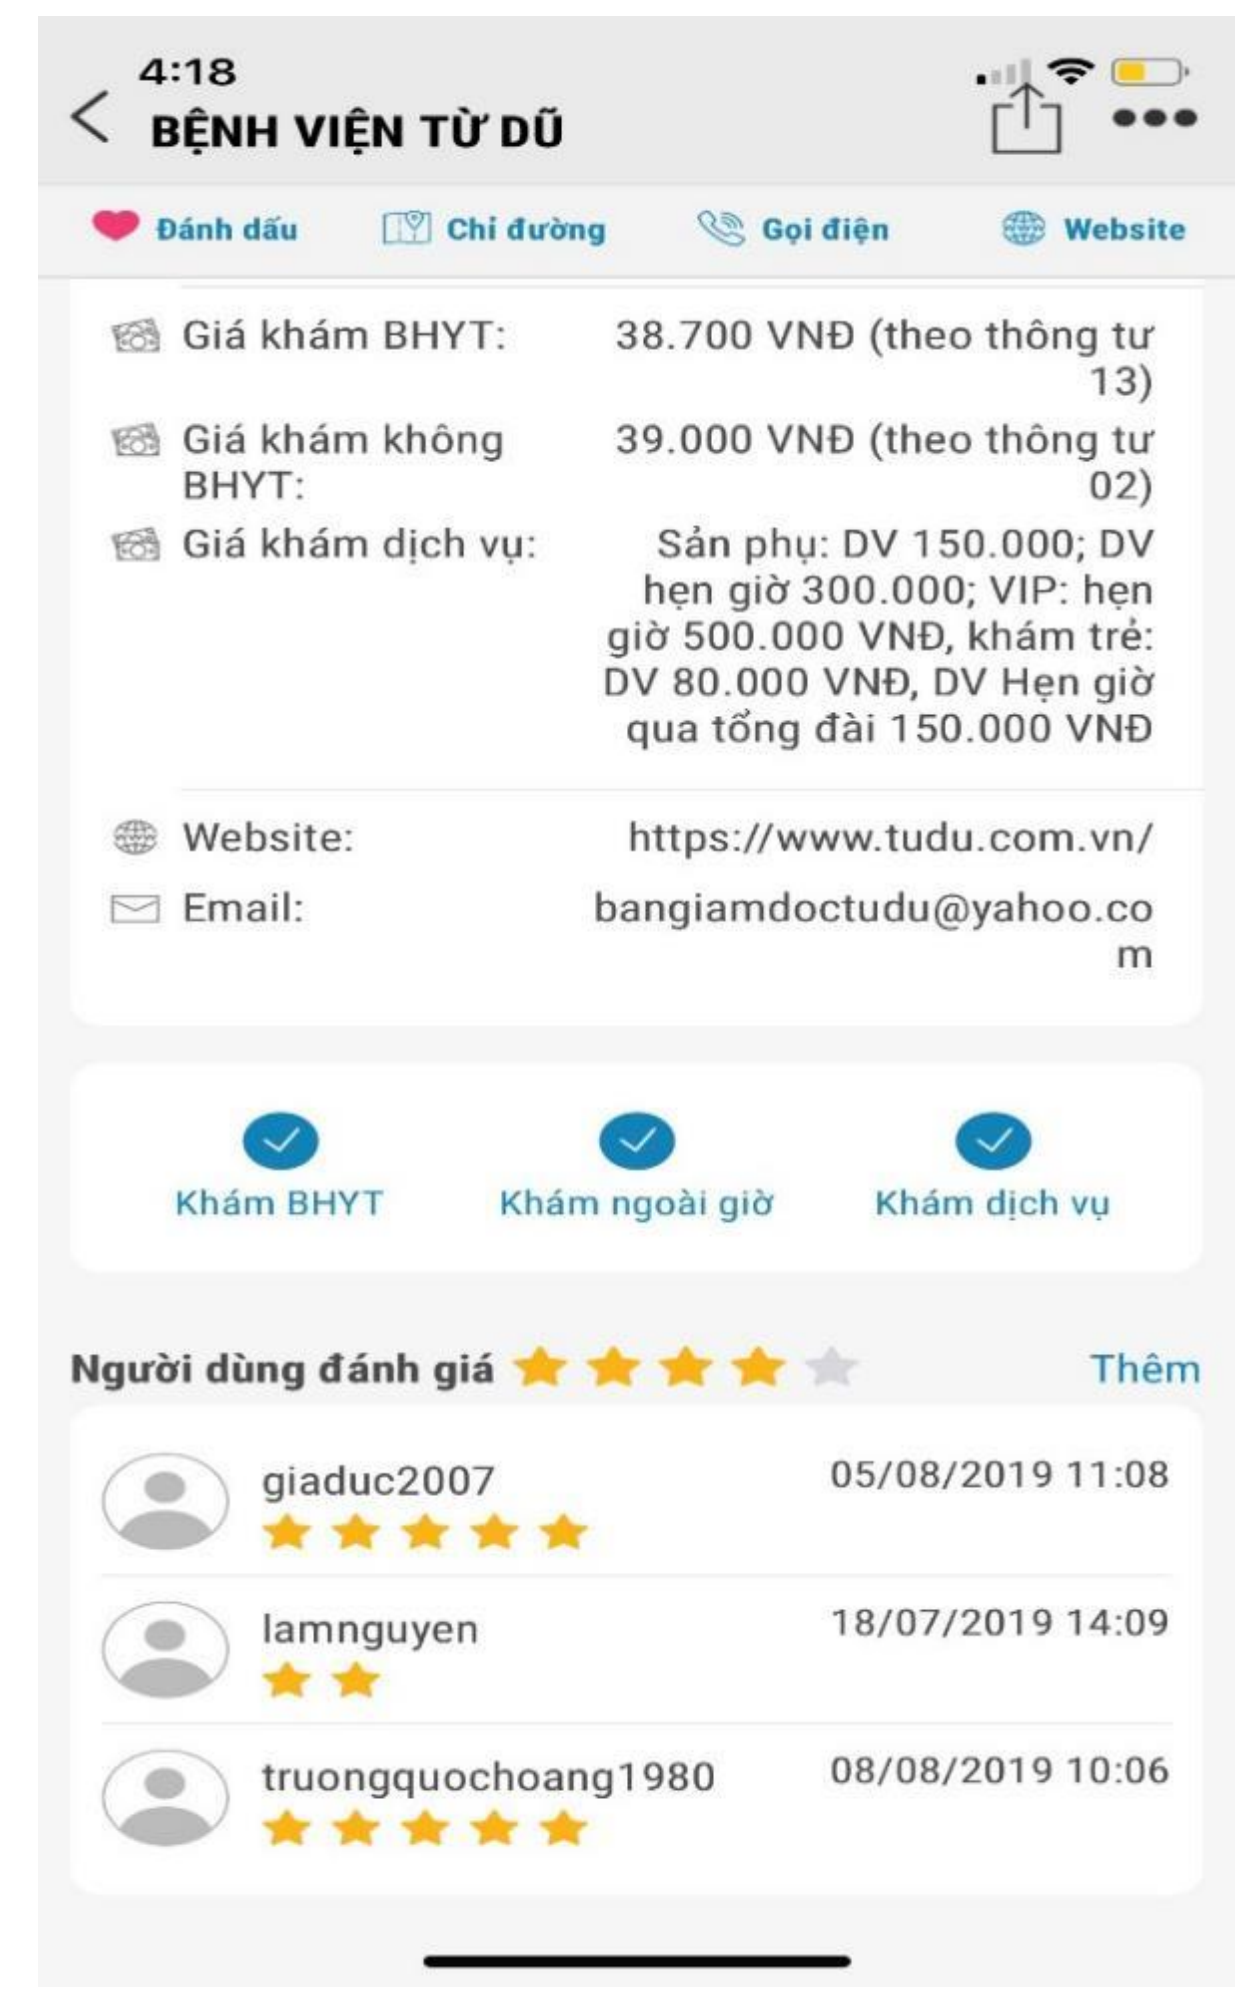 4:18
BỆNH VIỆN TỪ DŨ
Đánh dấu
Chỉ đường
Gọi điện
Website
Giá khám BHYT:
38.700 VNĐ (theo thông tư
13)
Giá khám không
BHYT:
39.000 VNĐ (theo thông tư
02)
Giá khám dịch vụ:
Sản phụ: DV 150.000; DV
hẹn giờ 300.000; VIP: hẹn
giờ 500.000 VNĐ, khám trẻ:
DV 80.000 VNĐ, DV Hẹn giờ
qua tổng đài 150.000 VNĐ
Website:
https://www.tudu.com.vn/
Email:
bangiamdoctudu@yahoo.co
m
Khám BHYT
Khám ngoài giờ
Khám dịch vụ
Người dùng đánh giá
Thêm
giaduc2007
05/08/2019 11:08
lamnguyen
18/07/2019 14:09
truongquochoang1980
08/08/2019 10:06